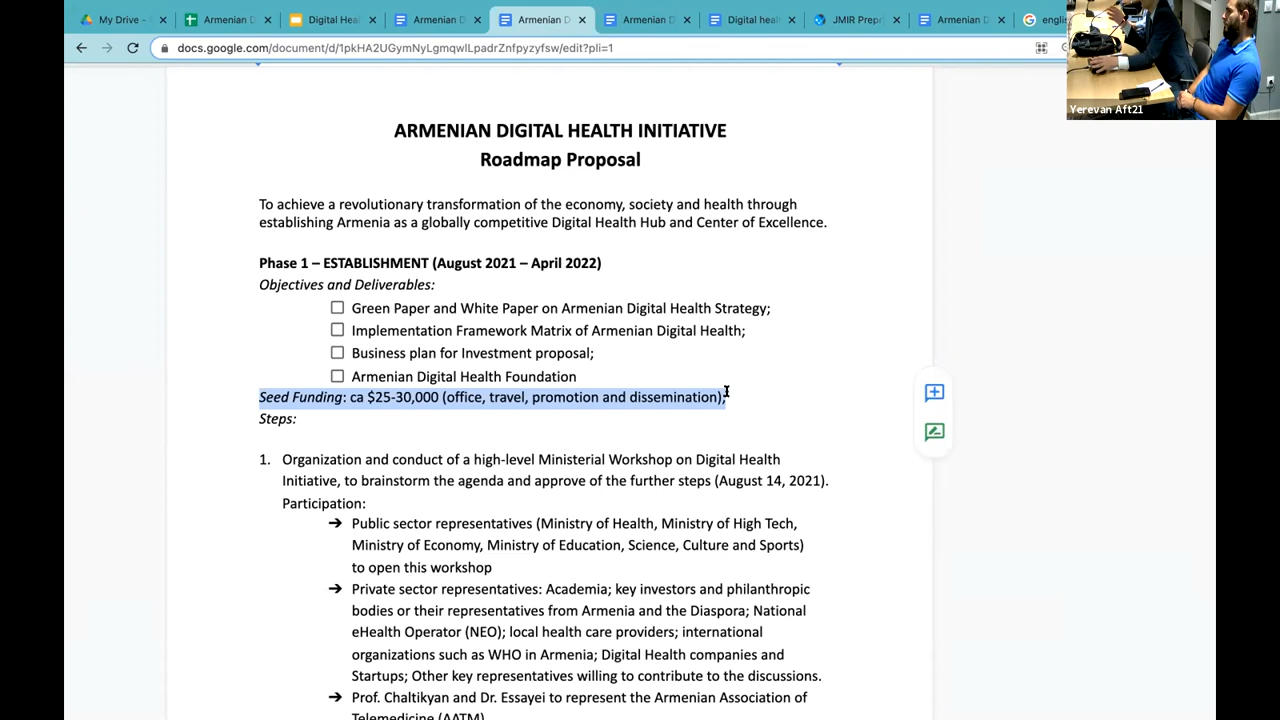 My Drive -
Armenian D
Digital Hea
Armenian D
Armenian D
Armenian D
Digital healt
JMIR Prepr
Armenian D
english
docs.google.com/document/d/1pkHA2UGymNyLgmqwlLpadrZnfpyzyfsw/edit?pli=1
Yerevan Aft21
ARMENIAN DIGITAL HEALTH INITIATIVE
Roadmap Proposal
To achieve a revolutionary transformation of the economy, society and health through
establishing Armenia as a globally competitive Digital Health Hub and Center of Excellence.
Phase 1 – ESTABLISHMENT (August 2021 – April 2022)
Objectives and Deliverables:
Green Paper and White Paper on Armenian Digital Health Strategy;
Implementation Framework Matrix of Armenian Digital Health;
Business plan for Investment proposal;
Armenian Digital Health Foundation
Seed Funding: ca $25-30,000 (office, travel, promotion and dissemination);
Steps:
1. Organization and conduct of a high-level Ministerial Workshop on Digital Health
Initiative, to brainstorm the agenda and approve of the further steps (August 14, 2021).
Participation:
➔ Public sector representatives (Ministry of Health, Ministry of High Tech,
Ministry of Economy, Ministry of Education, Science, Culture and Sports)
to open this workshop
➔ Private sector representatives: Academia; key investors and philanthropic
bodies or their representatives from Armenia and the Diaspora; National
eHealth Operator (NEO); local health care providers; international
organizations such as WHO in Armenia; Digital Health companies and
Startups; Other key representatives willing to contribute to the discussions.
➔ Prof. Chaltikyan and Dr. Essayei to represent the Armenian Association of
Telemedicine (AATM)